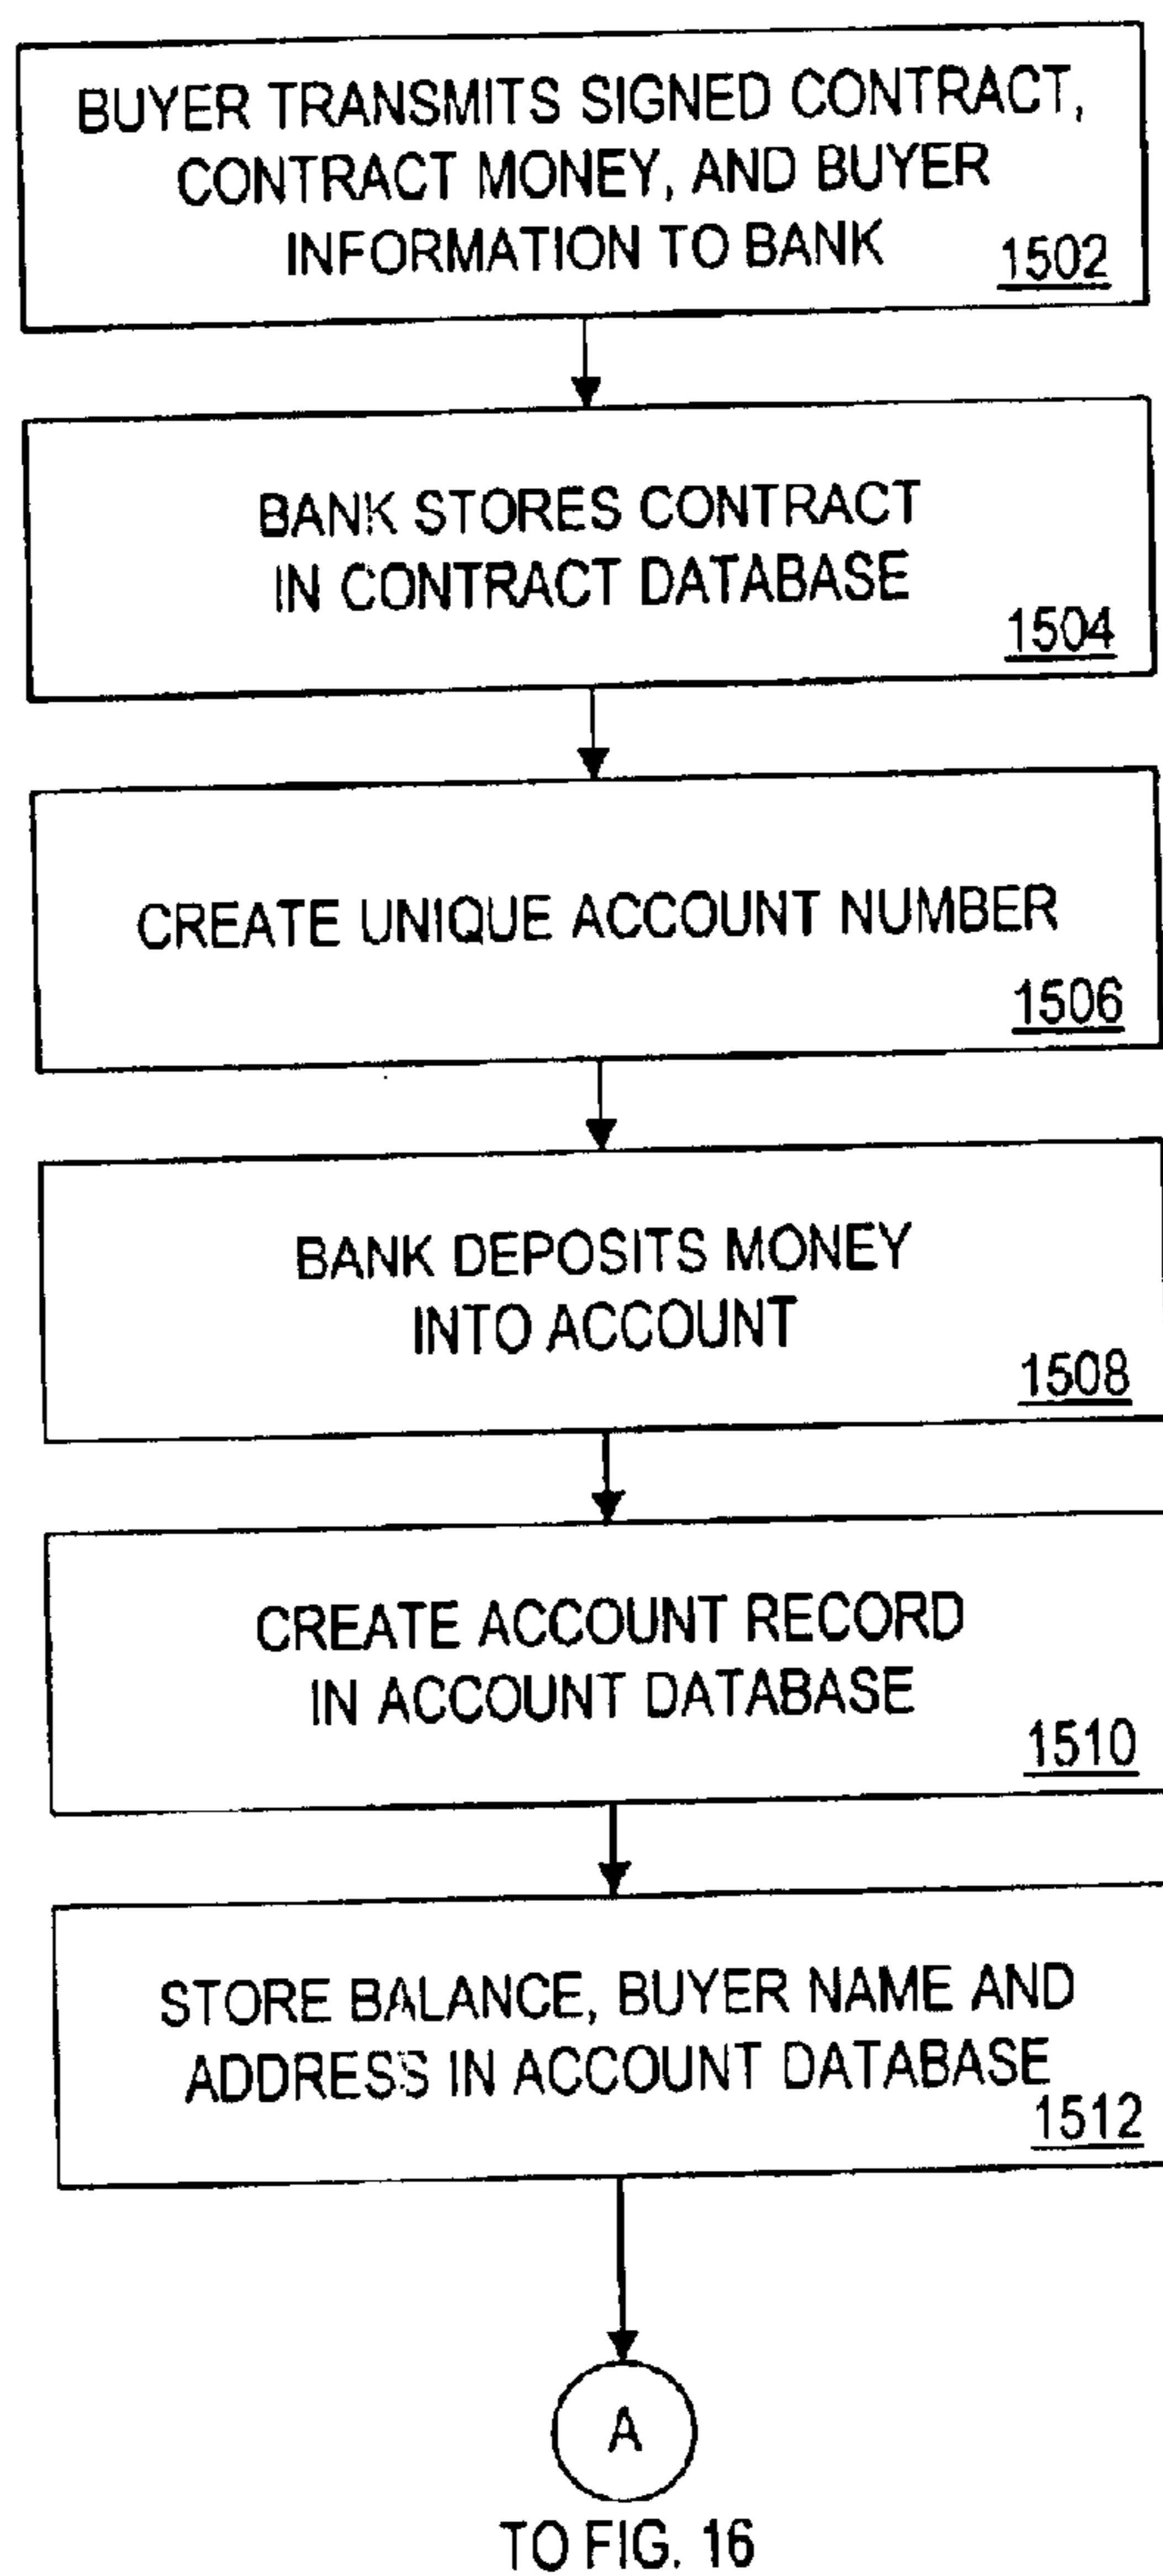 BUYER TRANSMITS SIGNED CONTRACT,
CONTRACT MONEY, AND BUYER
INFORMATION TO BANK
1502
BANK STORES CONTRACT
IN CONTRACT DATABASE
1504
CREATE UNIQUE ACCOUNT NUMBER
1506
BANK DEPOSITS MONEY
INTO ACCOUNT
1508
CREATE ACCOUNT RECORD
IN ACCOUNT DATABASE
1510
STORE BALANCE, BUYER NAME AND
ADDRESS IN ACCOUNT DATABASE
1512
A
TO FIG. 16